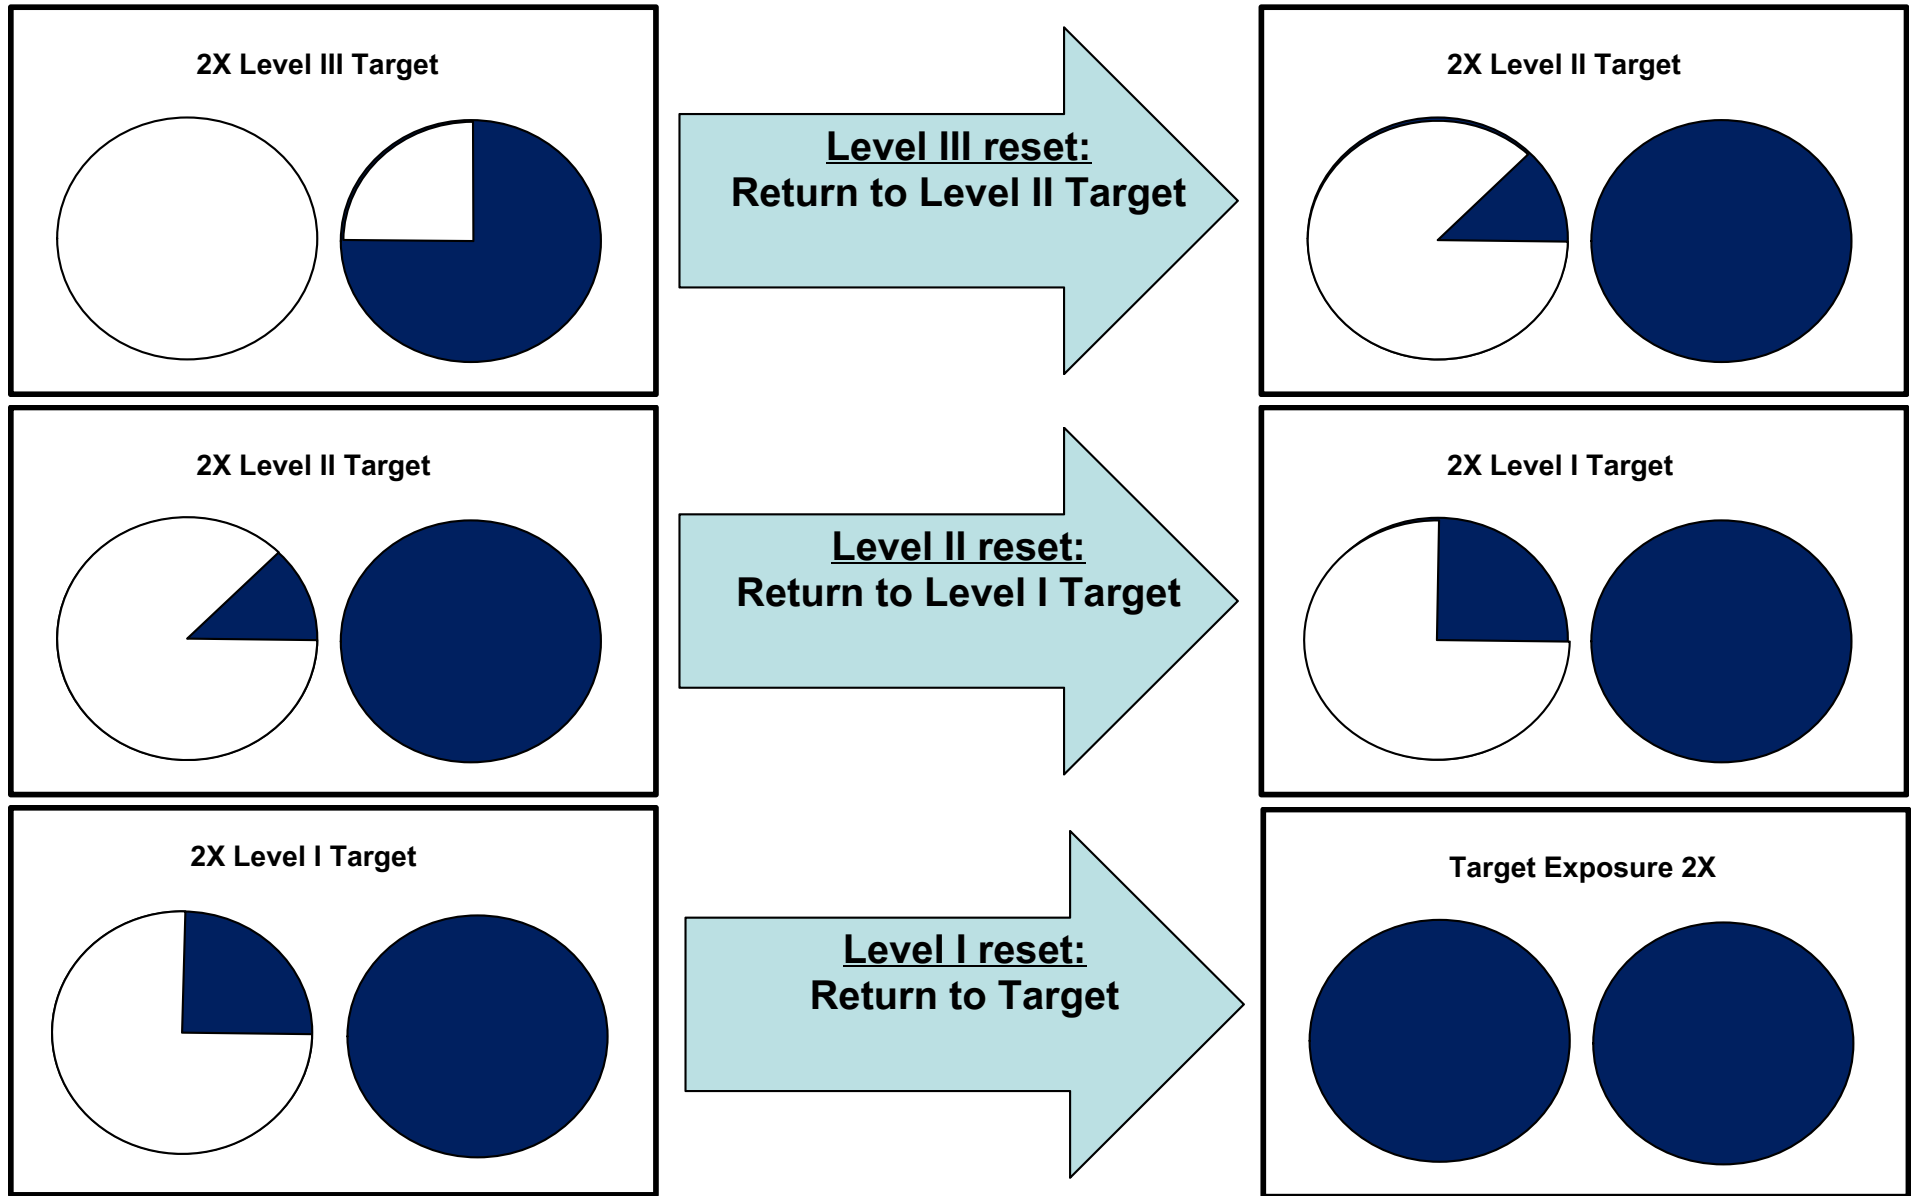 2X Level III Target
Level III reset:
Return to Level II Target
2X Level II Target
2X Level II Target
Level II reset:
Return to Level I Target
2X Level I Target
2X Level I Target
Level I reset:
Return to Target
Target Exposure 2X